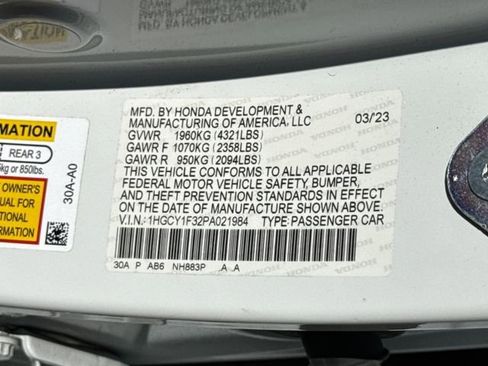 MFD. BY HONDA DEVELOPMENT &
MANUFACTURING OF AMERICA, LLC 03/23
GVWR 1960KG (4321LBS)
GAWR F 1070KG (2358LBS)
GAWR R 950KG (2094LBS)
THIS VEHICLE CONFORMS TO ALL APPLICABLE
FEDERAL MOTOR VEHICLE SAFETY, BUMPER,
AND THEFT PREVENTION STANDARDS IN EFFECT
ON THE DATE OF MANUFACTURE SHOWN ABOVE.
V.I.N.: 1HGCY1F32PA021984 TYPE:PASSENGER CAR
30A P AB6 NH883P .A .A
30A-A0
RMATION
REAR 3
kg or 850lbs.
OWNER'S
UAL FOR
TIONAL
MATION
HONDA